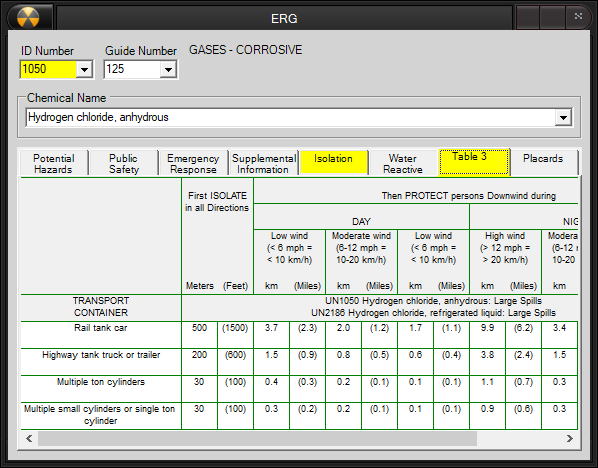 ERG
ID Number Guide Number GASES - CORROSIVE
1050 125
Chemical Name
Hydrogen chloride, anhydrous
Potential Hazards
Public Safety
Emergency Response
Supplemental Information
Isolation
Water Reactive
Table 3
Placards
First ISOLATE Then PROTECT persons Downwind during
in all Directions
DAY NIG
Low wind Moderate wind Low wind High wind Modera
(< 6 mph = (6-12 mph = (< 6 mph = (> 12 mph = (6-12 r
< 10 km/h) 10-20 km/h) < 10 km/h) > 20 km/h) 10-20
Meters (Feet) km (Miles) km (Miles) km (Miles) km (Miles) km
TRANSPORT UN1050 Hydrogen chloride, anhydrous: Large Spills
CONTAINER UN2186 Hydrogen chloride, refrigerated liquid: Large Spills
Rail tank car 500 (1500) 3.7 (2.3) 2.0 (1.2) 1.7 (1.1) 9.9 (6.2) 3.4
Highway tank truck or trailer 200 (600) 1.5 (0.9) 0.8 (0.5) 0.6 (0.4) 3.8 (2.4) 1.5
Multiple ton cylinders 30 (100) 0.4 (0.3) 0.2 (0.1) 0.1 (0.1) 1.1 (0.7) 0.3
Multiple small cylinders or single ton 30 (100) 0.3 (0.2) 0.2 (0.1) 0.1 (0.1) 0.9 (0.6) 0.3
cylinder